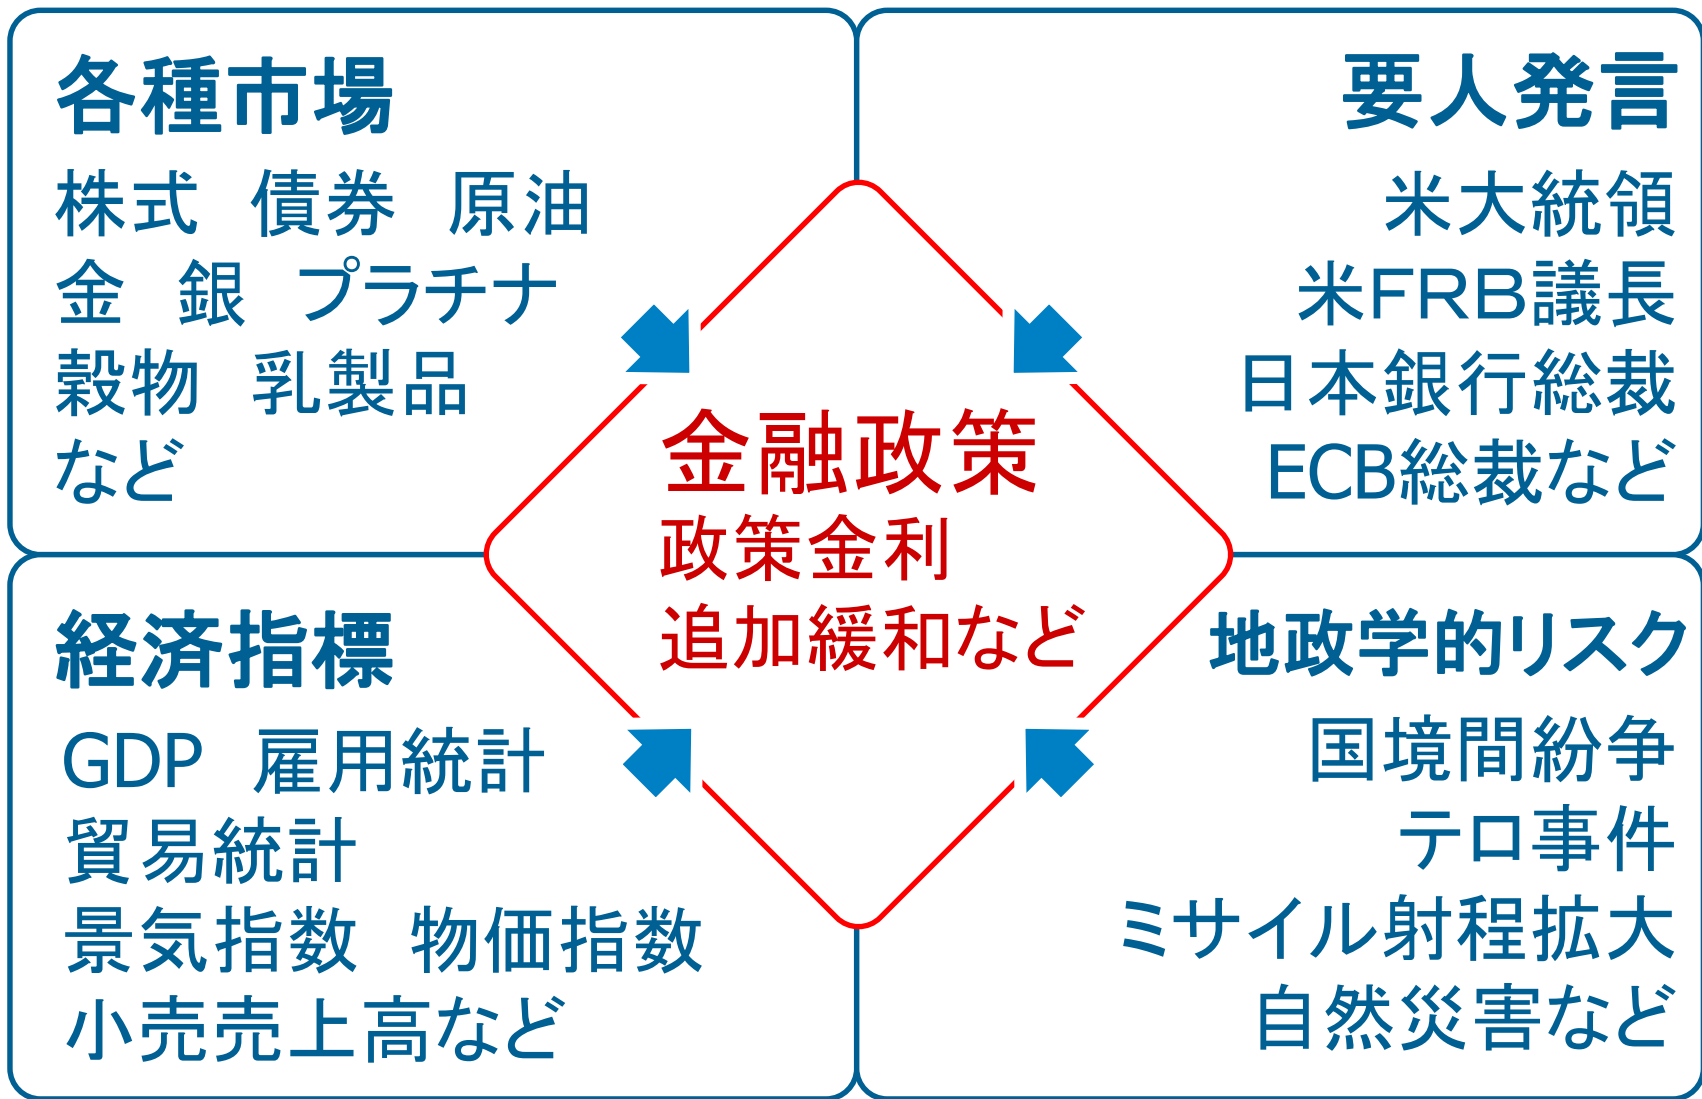 各種市場
株式　債券　原油
金　銀　プラチナ
穀物　乳製品
など
要人発言
米大統領
米FRB議長
日本銀行総裁
ECB総裁など
金融政策
政策金利
追加緩和など
経済指標
GDP　雇用統計
貿易統計
景気指数　物価指数
小売売上高など
地政学的リスク
国境間紛争
テロ事件
ミサイル射程拡大
自然災害など